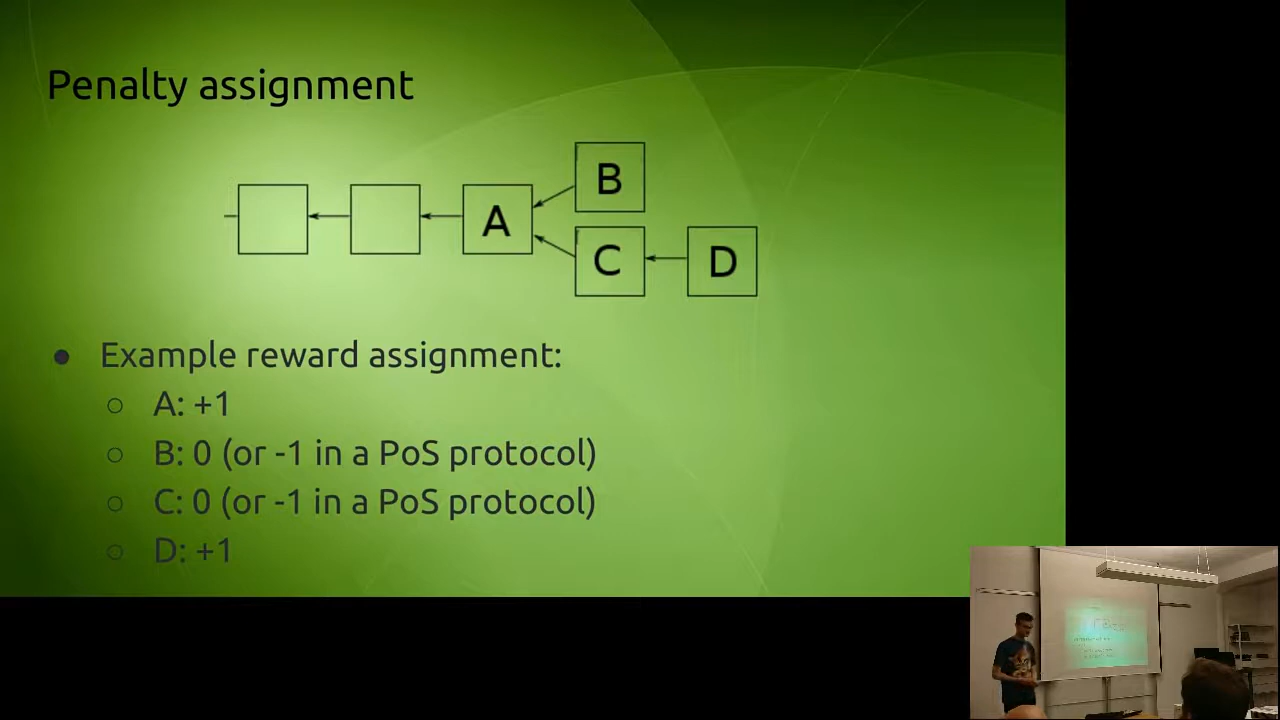 Penalty assignment
B
A
C
D
Example reward assignment:
A: +1
B: 0 (or -1 in a PoS protocol)
C: 0 (or -1 in a PoS protocol)
D: +1